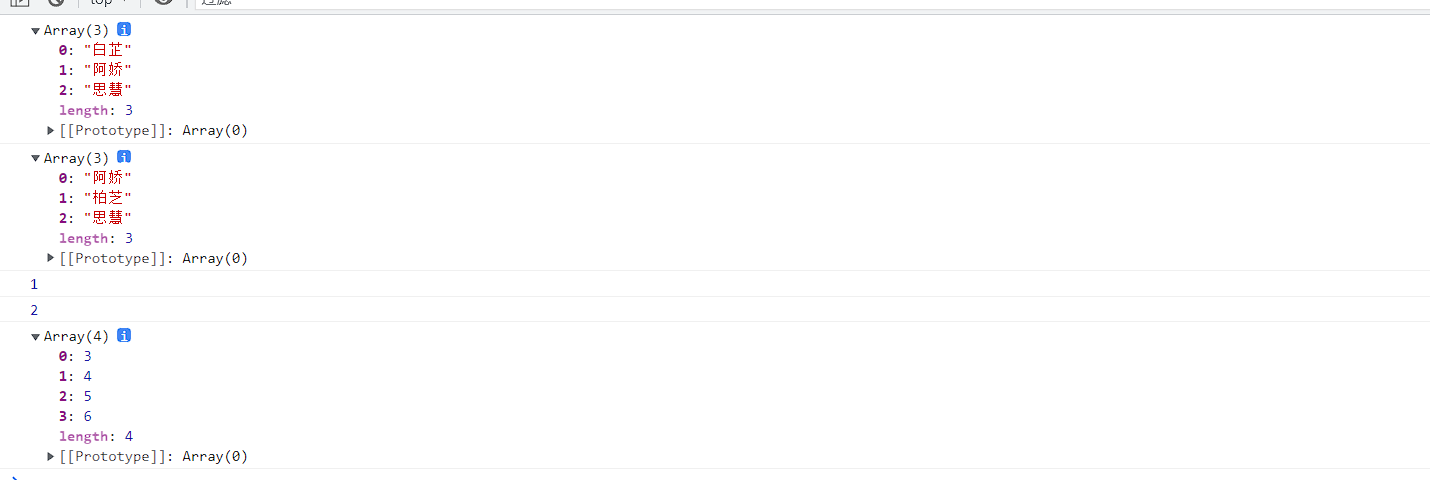 top
过滤
Array(3) i
0: "白芷"
1: "阿娇"
2: "思慧"
length: 3
[[Prototype]]: Array(0)
Array(3) i
0: "阿娇"
1: "柏芝"
2: "思慧"
length: 3
[[Prototype]]: Array(0)
1
2
Array(4) i
0: 3
1: 4
2: 5
3: 6
length: 4
[[Prototype]]: Array(0)